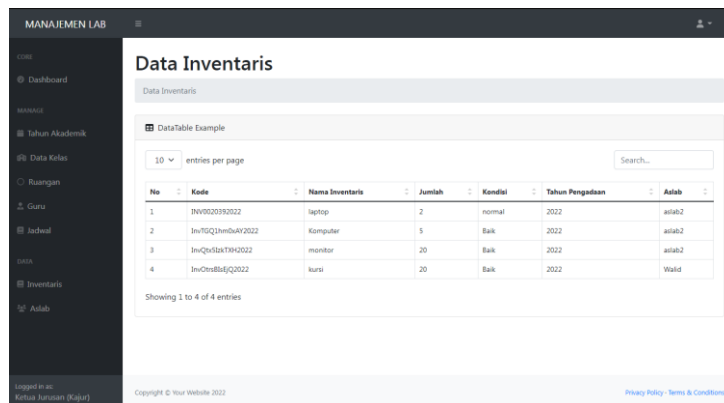 MANAJEMEN LAB
CORE
Dashboard
MANAGE
Tahun Akademik
Data Kelas
Ruangan
Guru
Jadwal
DATA
Inventaris
Aslab
Logged in as:
Ketua Jurusan (Kajur)
Data Inventaris
Data Inventaris
DataTable Example
10 entries per page Search...
No Kode Nama Inventaris Jumlah Kondisi Tahun Pengadaan Aslab
1 INV0020392022 laptop 2 normal 2022 aslab2
2 Komputer 5 Baik 2022 aslab2
3 monitor 20 Baik 2022 aslab2
4 kursi 20 Baik 2022 Walid
Showing 1 to 4 of 4 entries
Copyright © Your Website 2022 Privacy Policy · Terms & Conditions